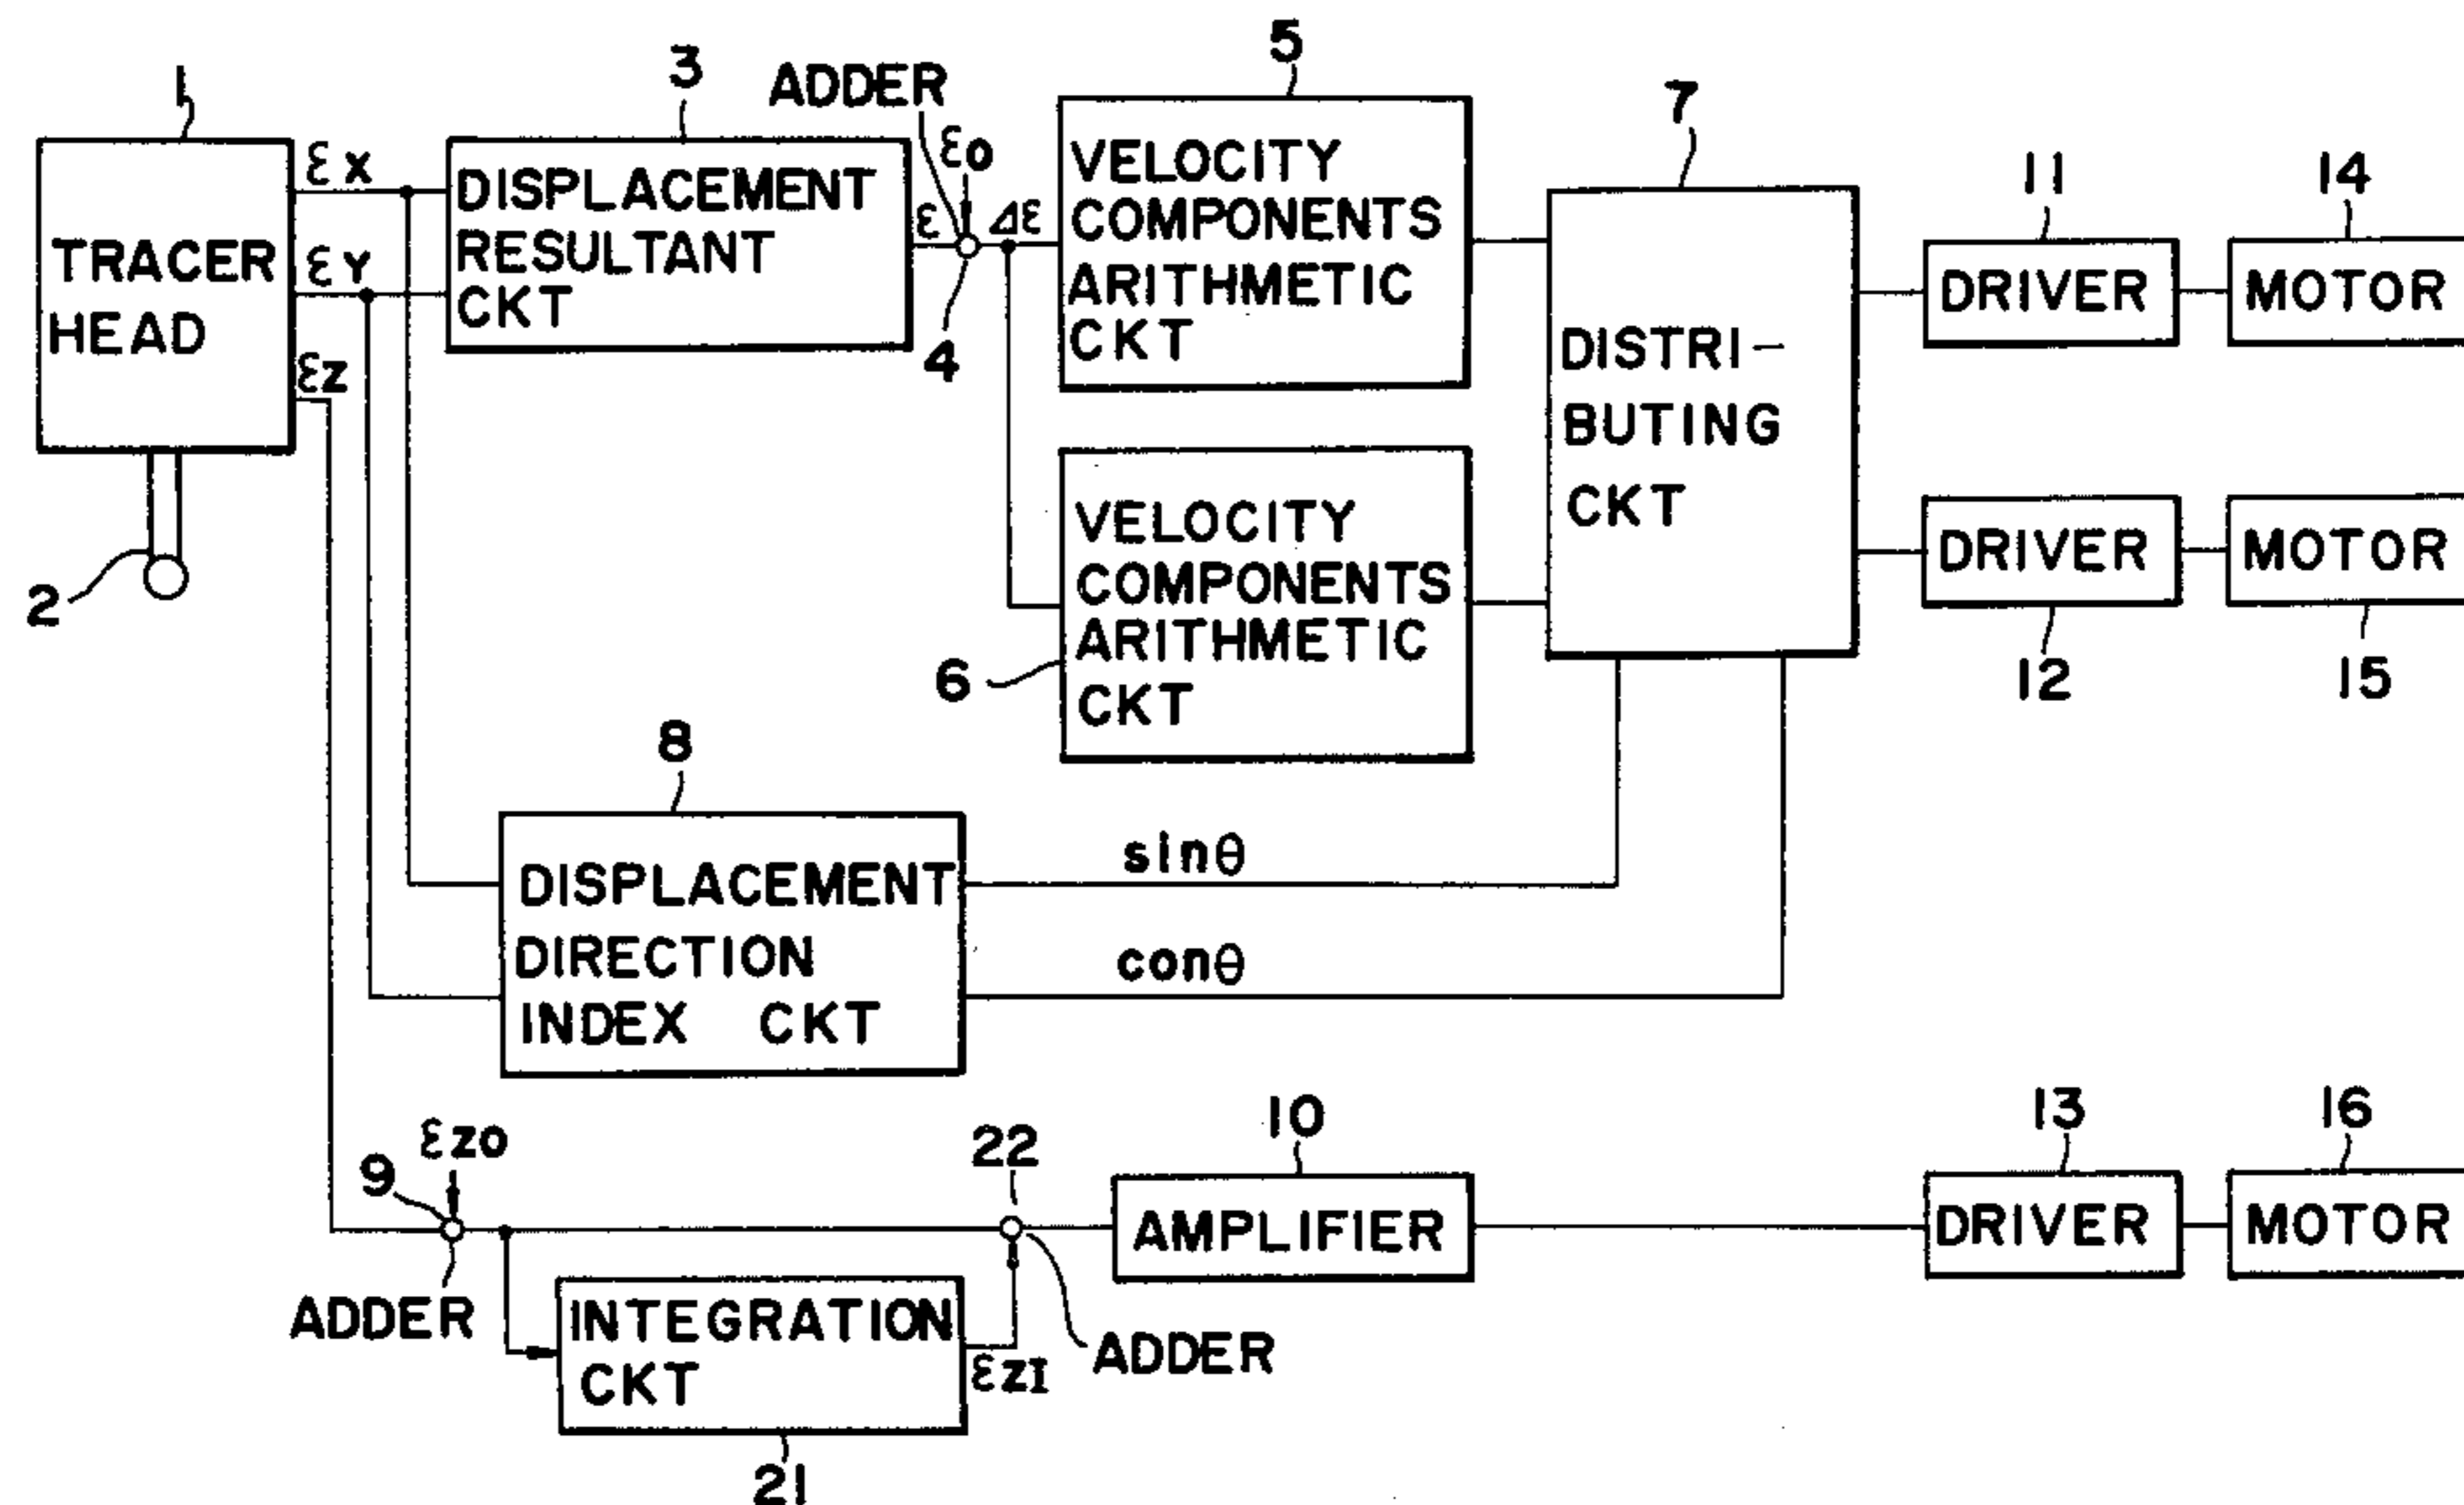 1
TRACER
HEAD
2
εX
εY
εZ
3
DISPLACEMENT
RESULTANT
CKT
ADDER
ε
εo
Δε
4
5
VELOCITY
COMPONENTS
ARITHMETIC
CKT
6
VELOCITY
COMPONENTS
ARITHMETIC
CKT
7
DISTRI-
BUTING
CKT
11
DRIVER
14
MOTOR
DRIVER
12
MOTOR
15
8
DISPLACEMENT
DIRECTION
INDEX CKT
sinθ
conθ
9
εzo
ADDER
INTEGRATION
CKT
21
εzI
22
ADDER
10
AMPLIFIER
13
DRIVER
16
MOTOR